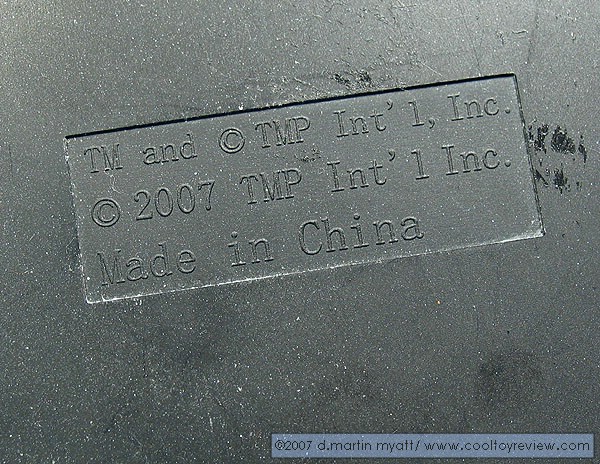 TM and © TMP Int'l, Inc.
© 2007 TMP Int'l Inc.
Made in China
©2007 d.martin myatt/ www.cooltoyreview.com